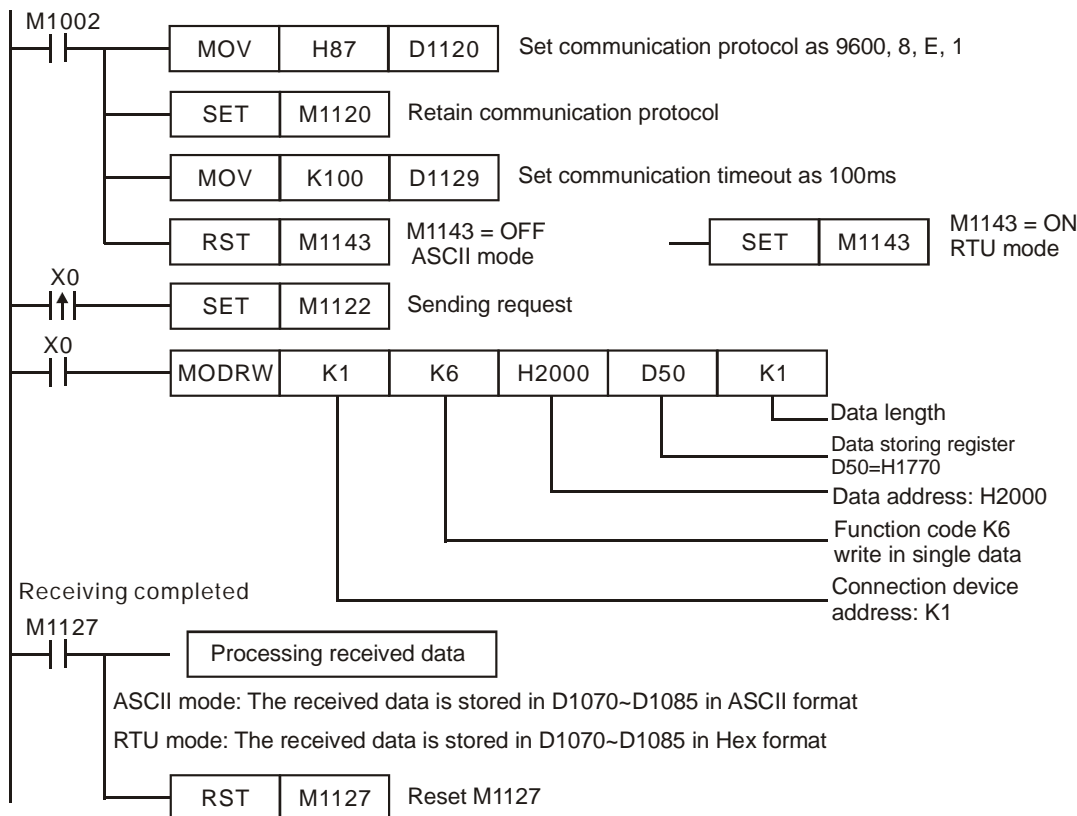 M1002
MOV H87 D1120 Set communication protocol as 9600, 8, E, 1
SET M1120 Retain communication protocol
MOV K100 D1129 Set communication timeout as 100ms
RST M1143 M1143 = OFF
ASCII mode
SET M1143 M1143 = ON
RTU mode
X0
SET M1122 Sending request
X0
MODRW K1 K6 H2000 D50 K1
Data length
Data storing register
D50=H1770
Data address: H2000
Function code K6
write in single data
Connection device
address: K1
Receiving completed
M1127
Processing received data
ASCII mode: The received data is stored in D1070~D1085 in ASCII format
RTU mode: The received data is stored in D1070~D1085 in Hex format
RST M1127 Reset M1127